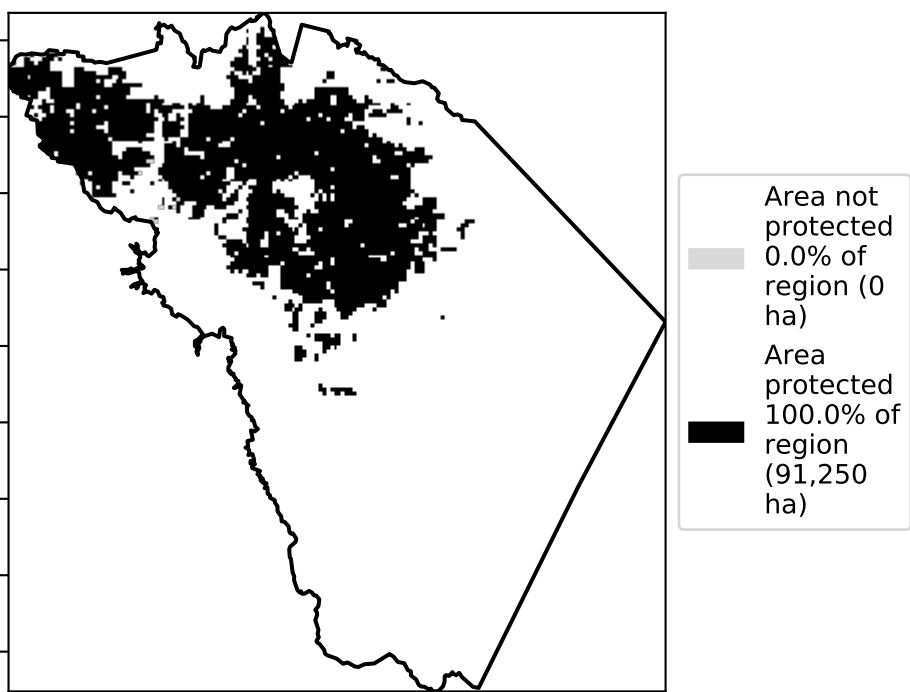 Area not
protected
0.0% of
region (0
ha)
Area
protected
100.0% of
region
(91,250
ha)